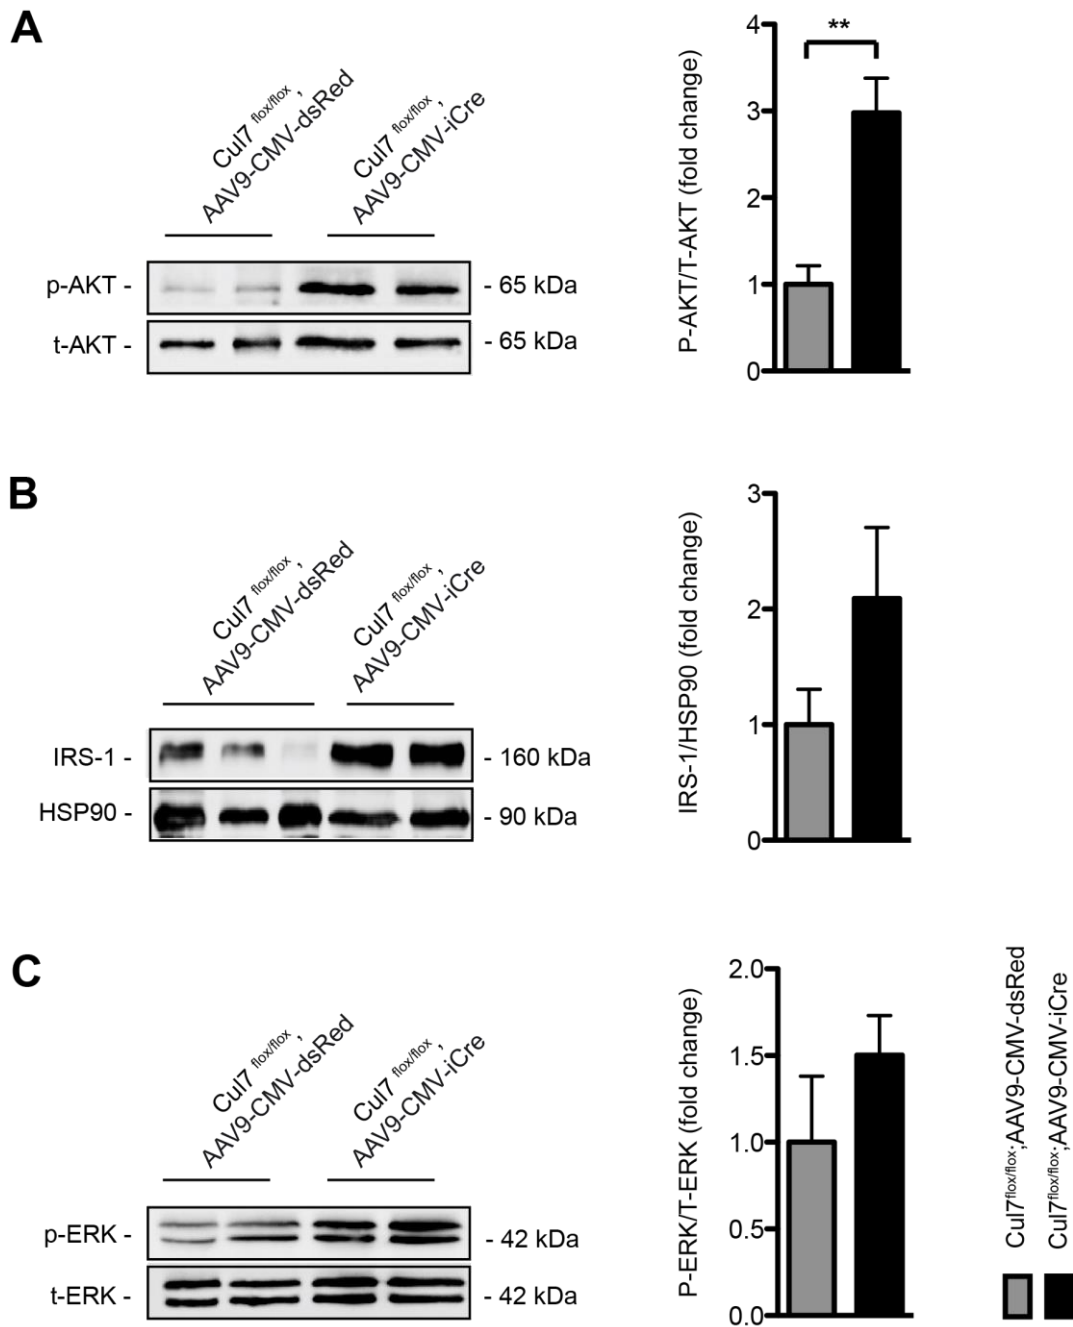 A
Cul7 flox/flox,
AAV9-CMV-dsRed
Cul7 flox/flox,
AAV9-CMV-iCre
p-AKT -
- 65 kDa
t-AKT -
- 65 kDa
P-AKT/T-AKT (fold change)
4
3
2
1
0
**
B
Cul7 flox/flox,
AAV9-CMV-dsRed
Cul7 flox/flox,
AAV9-CMV-iCre
IRS-1 -
- 160 kDa
HSP90 -
- 90 kDa
IRS-1/HSP90 (fold change)
3
2
1
0
C
Cul7 flox/flox,
AAV9-CMV-dsRed
Cul7 flox/flox,
AAV9-CMV-iCre
p-ERK -
- 42 kDa
t-ERK -
- 42 kDa
P-ERK/T-ERK (fold change)
2.0
1.5
1.0
0.5
0.0
Cul7flox/flox;AAV9-CMV-dsRed
Cul7flox/flox;AAV9-CMV-iCre